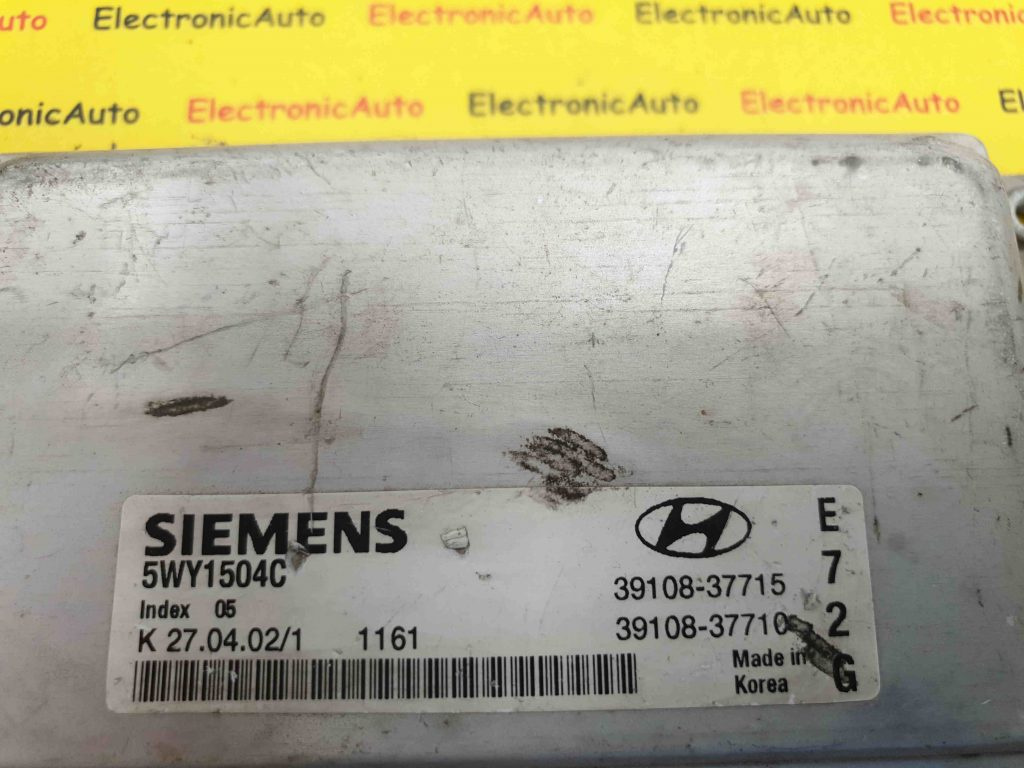 ElectronicAuto ElectronicAuto ElectronicAuto
ElectronicAuto ElectronicAuto ElectronicAuto
SIEMENS
5WY1504C
Index 05
K 27.04.02/1 1161
39108-37715
39108-37710
Made in
Korea
E
7
2
G